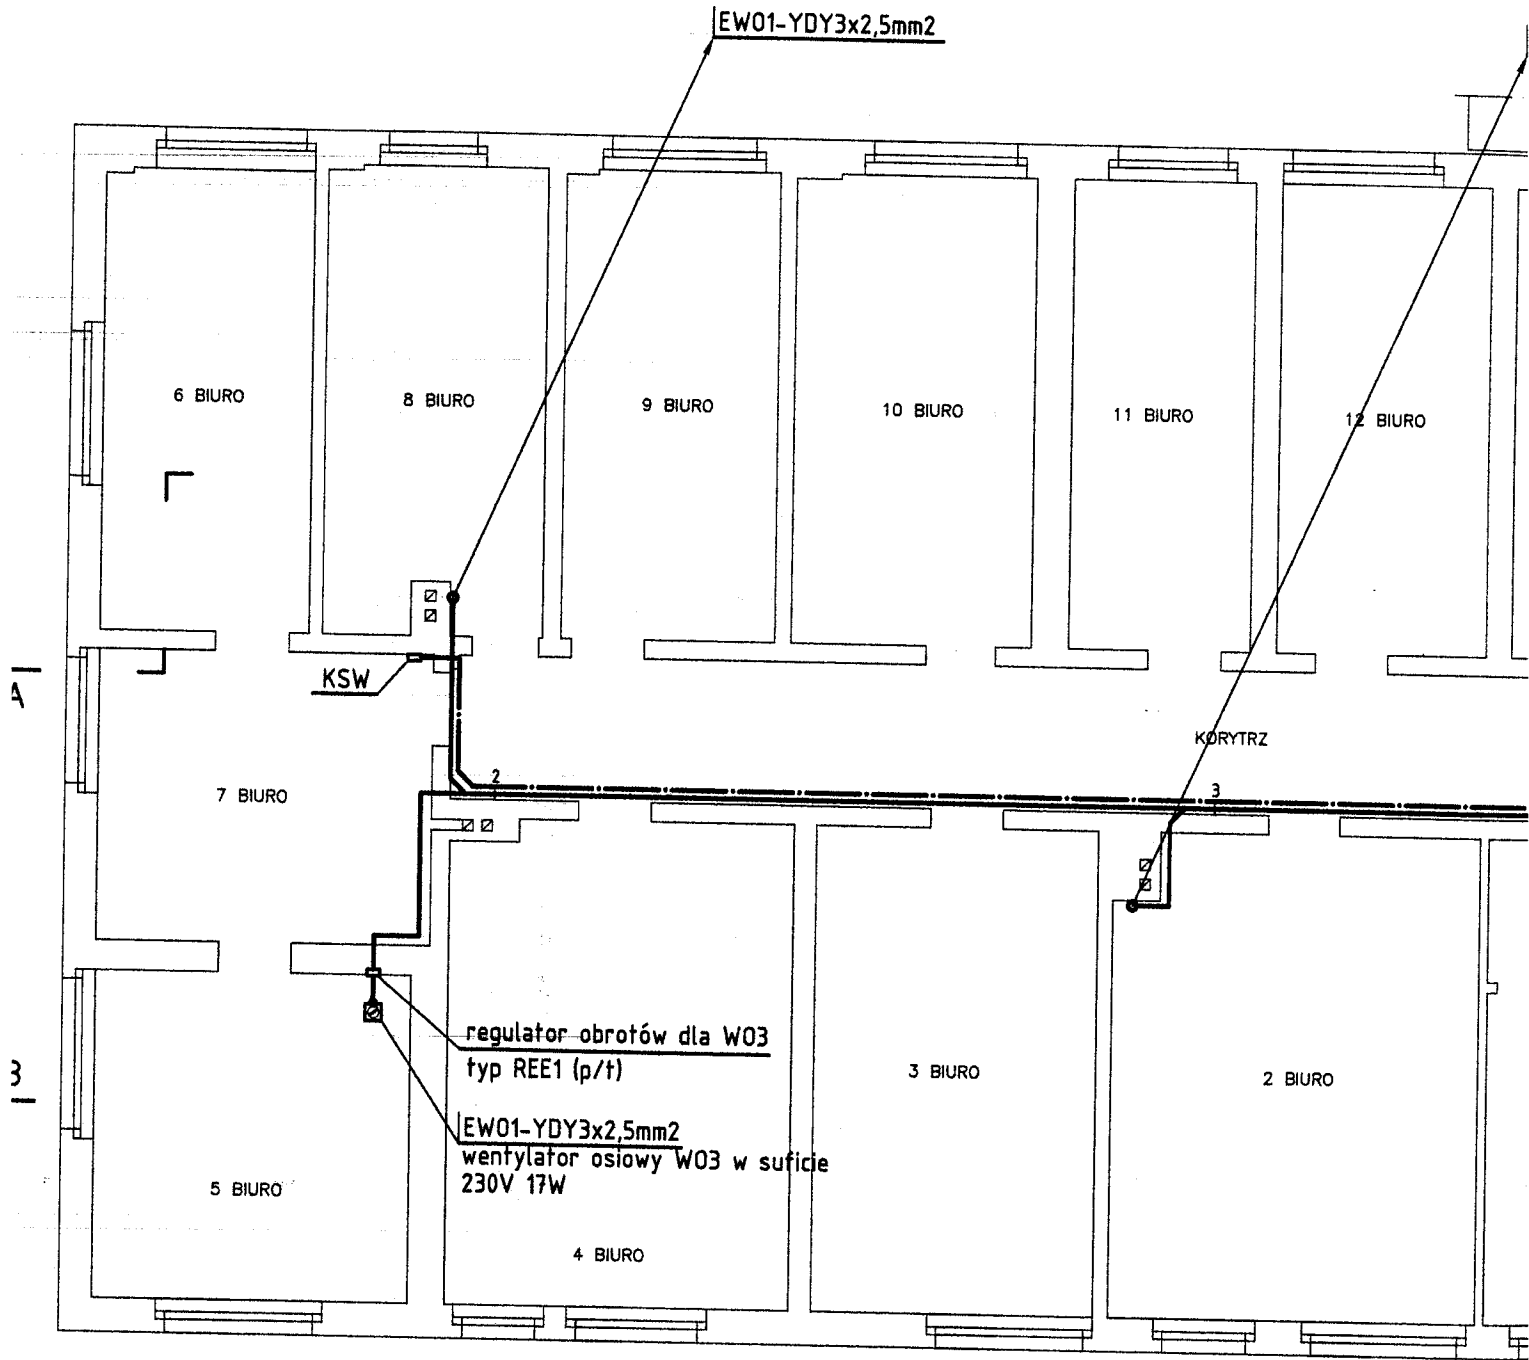 EW01-YDY3x2,5mm2
6 BIURO
8 BIURO
9 BIURO
10 BIURO
11 BIURO
12 BIURO
KSW
A
KORYTRZ
2
3
7 BIURO
regulator obrotów dla W03
typ REE1 (p/t)
3 BIURO
2 BIURO
EW01-YDY3x2,5mm2
wentylator osiowy W03 w suficie
230V 17W
5 BIURO
4 BIURO